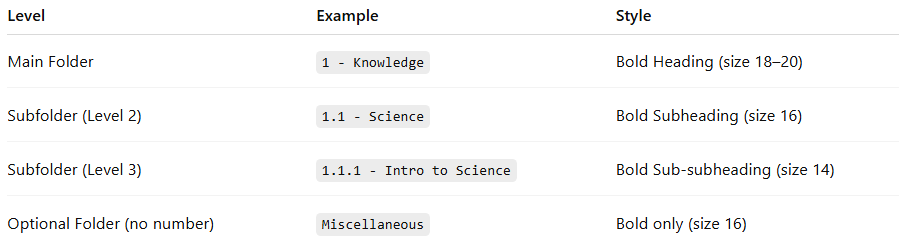 Level Example Style
Main Folder 1 - Knowledge Bold Heading (size 18–20)
Subfolder (Level 2) 1.1 - Science Bold Subheading (size 16)
Subfolder (Level 3) 1.1.1 - Intro to Science Bold Sub-subheading (size 14)
Optional Folder (no number) Miscellaneous Bold only (size 16)